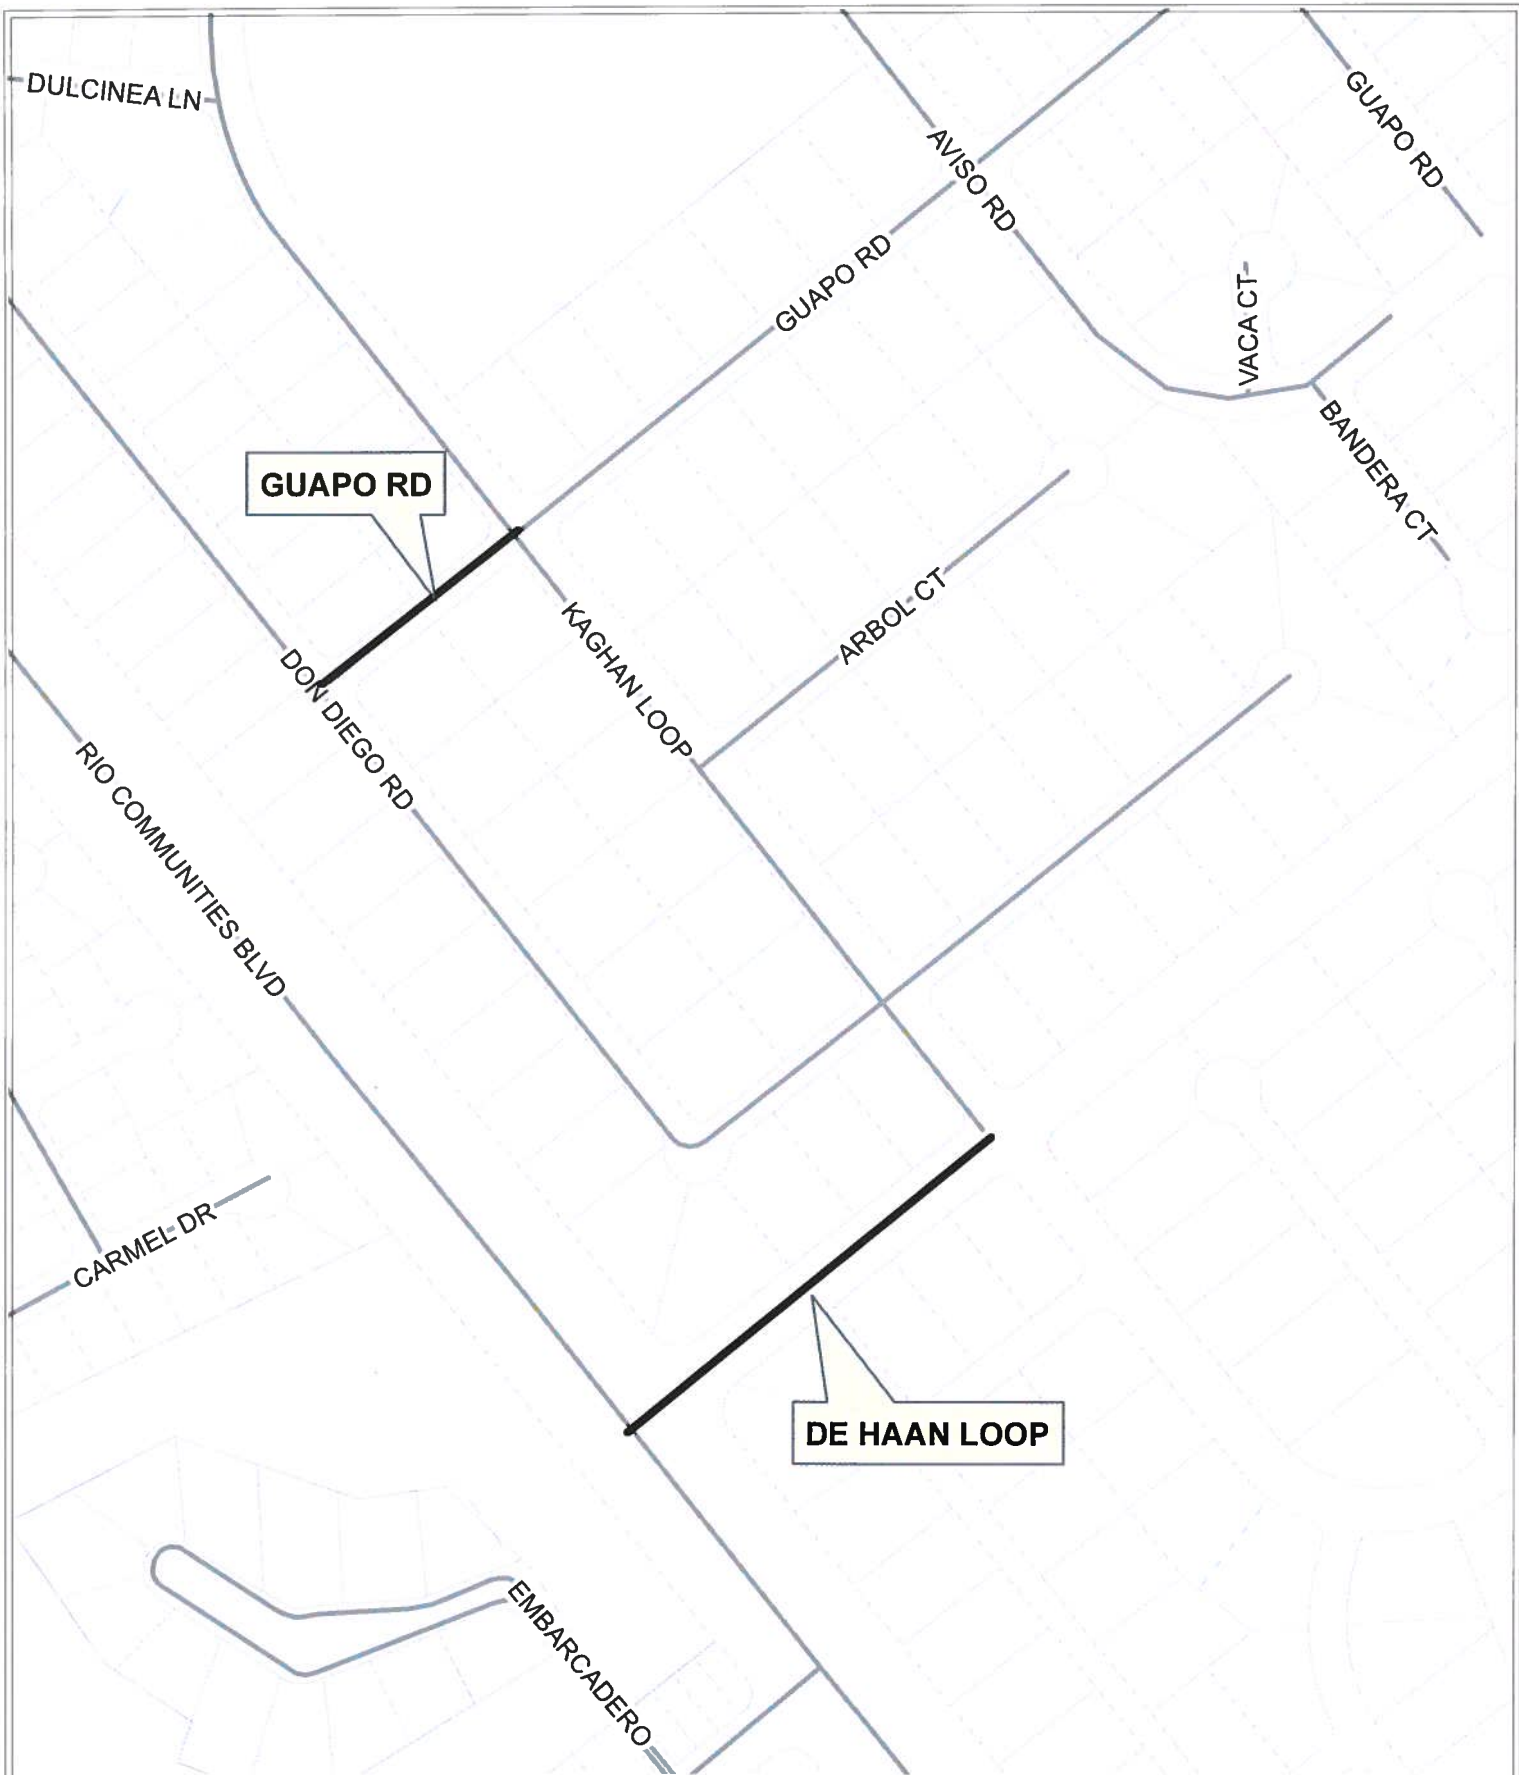 DULCINEA LN
GUAPO RD
AVISO RD
GUAPO RD
VACA CT
BANDERA CT
GUAPO RD
KAGHAN LOOP
ARBOL CT
DON DIEGO RD
RIO COMMUNITIES BLVD
CARMEL DR
DE HAAN LOOP
EMBARCADERO